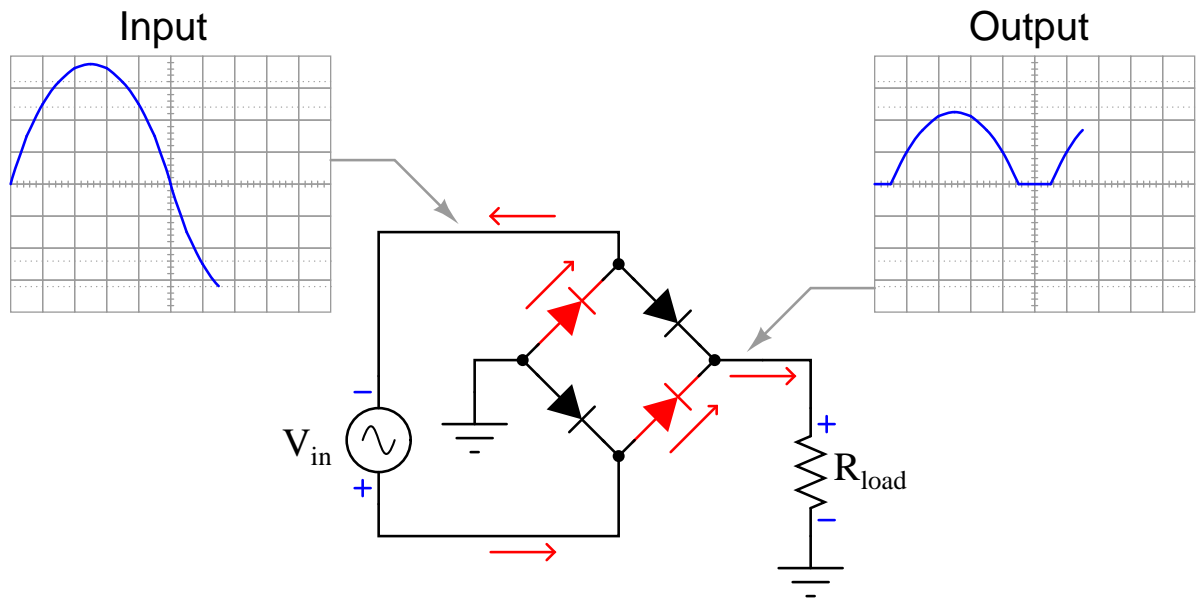 Input
Output
−
+
V_in
+
−
R_load